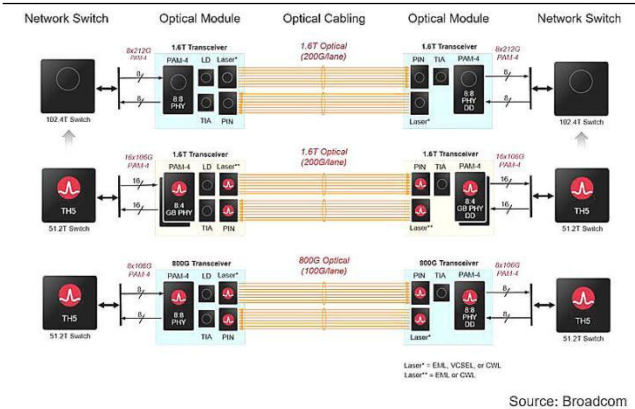 Network Switch Optical Module Optical Cabling Optical Module Network Switch
8x212G PAM-4 1.6T Transceiver 1.6T Optical (200G/lane) 1.6T Transceiver 8x212G PAM-4
PAM-4 LD Laser* PIN TIA PAM-4
8 8 8:8 PHY TIA PIN Laser* 8:8 PHY DD 8 8
102.4T Switch 102.4T Switch
16x106G PAM-4 1.6T Transceiver 1.6T Optical (200G/lane) 1.6T Transceiver 16x106G PAM-4
PAM-4 LD Laser** PIN TIA PAM-4
TH5 16 16 8:4 GB PHY TIA PIN Laser** 8:4 GB PHY DD 16 16 TH5
51.2T Switch 51.2T Switch
8x106G PAM-4 800G Transceiver 800G Optical (100G/lane) 800G Transceiver 8x106G PAM-4
PAM-4 LD Laser* PIN TIA PAM-4
TH5 8 8 8:8 PHY TIA PIN Laser* 8:8 PHY DD 8 8 TH5
51.2T Switch 51.2T Switch
Laser* = EML, VCSEL, or CWL
Laser** = EML or CWL
Source: Broadcom